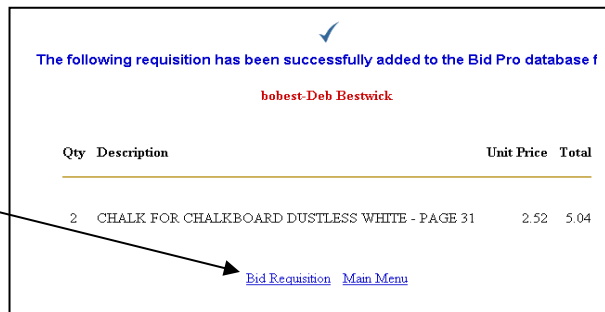 The following requisition has been successfully added to the Bid Pro database f
bobest-Deb Bestwick
Qty Description Unit Price Total
2 CHALK FOR CHALKBOARD DUSTLESS WHITE - PAGE 31 2.52 5.04
Bid Requisition Main Menu